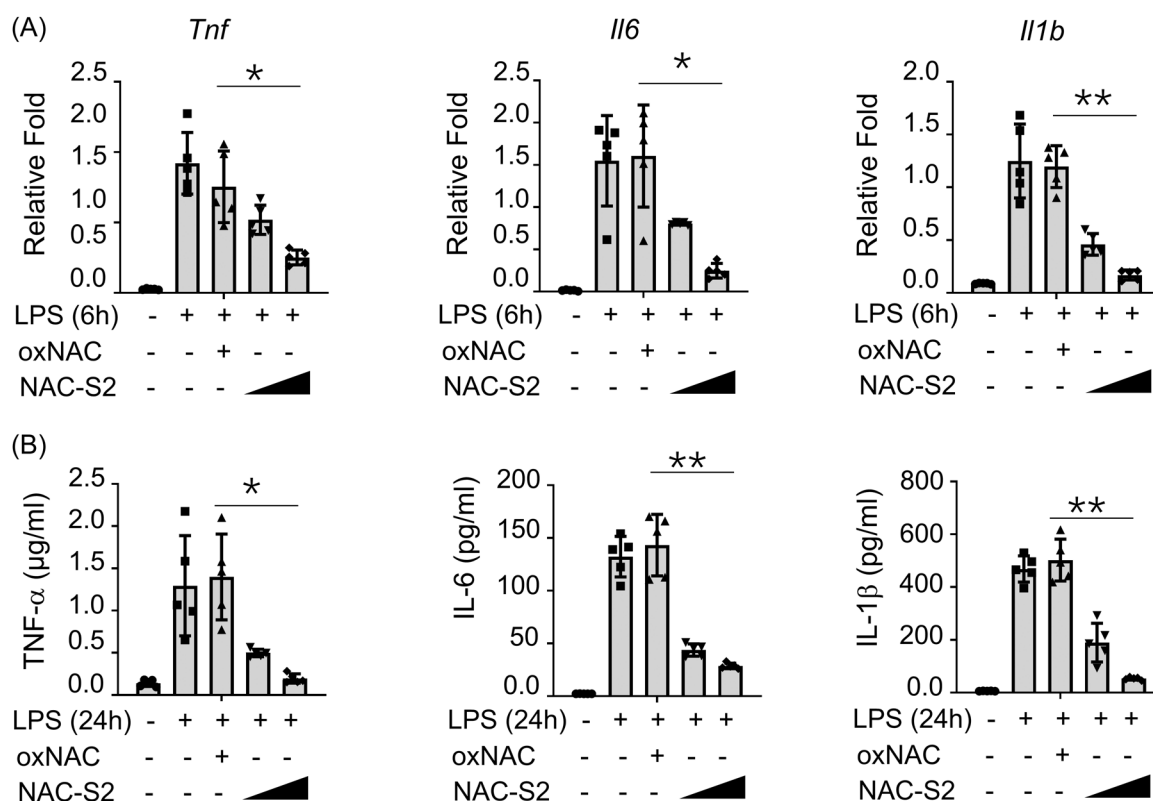 (A)
Tnf
Relative Fold
2.5
2.0
1.5
1.0
0.5
0.0
*
LPS (6h) - + + + +
oxNAC - - + - -
NAC-S2 - - -
Il6
Relative Fold
2.5
2.0
1.5
1.0
0.5
0.0
*
LPS (6h) - + + + +
oxNAC - - + - -
NAC-S2 - - -
Il1b
Relative Fold
2.0
1.5
1.0
0.5
0.0
**
LPS (6h) - + + + +
oxNAC - - + - -
NAC-S2 - - -
(B)
TNF-α (μg/ml)
2.5
2.0
1.5
1.0
0.5
0.0
*
LPS (24h) - + + + +
oxNAC - - + - -
NAC-S2 - - -
IL-6 (pg/ml)
200
150
100
50
0.0
**
LPS (24h) - + + + +
oxNAC - - + - -
NAC-S2 - - -
IL-1β (pg/ml)
800
600
400
200
0.0
**
LPS (24h) - + + + +
oxNAC - - + - -
NAC-S2 - - -